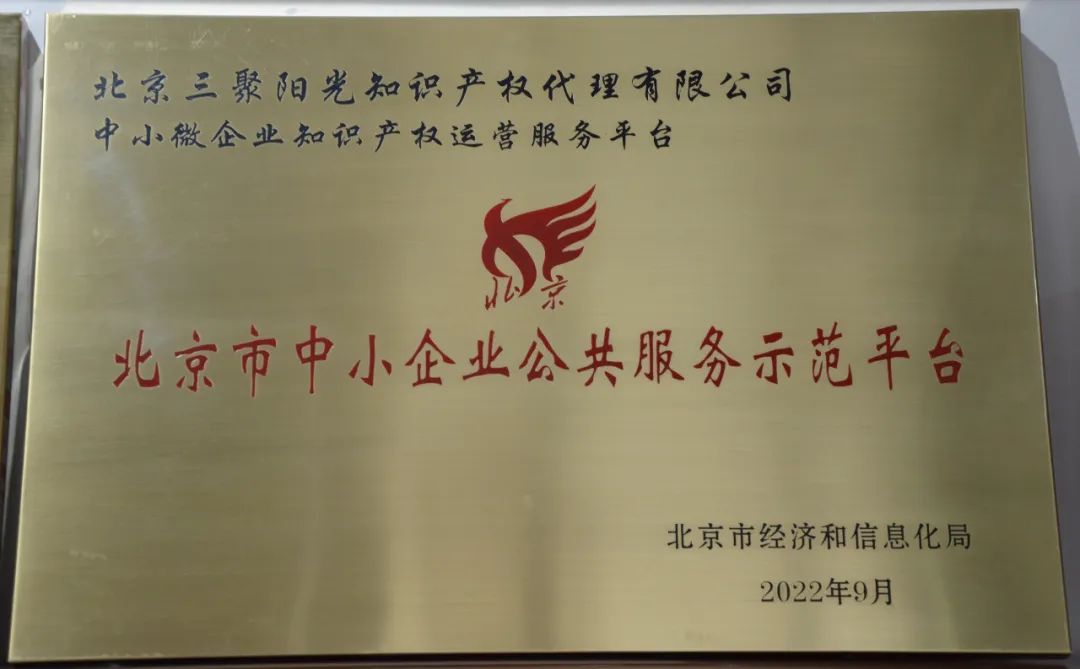 北京三聚阳光知识产权代理有限公司
中小微企业知识产权运营服务平台
北京
北京市中小企业公共服务示范平台
北京市经济和信息化局
2022年9月